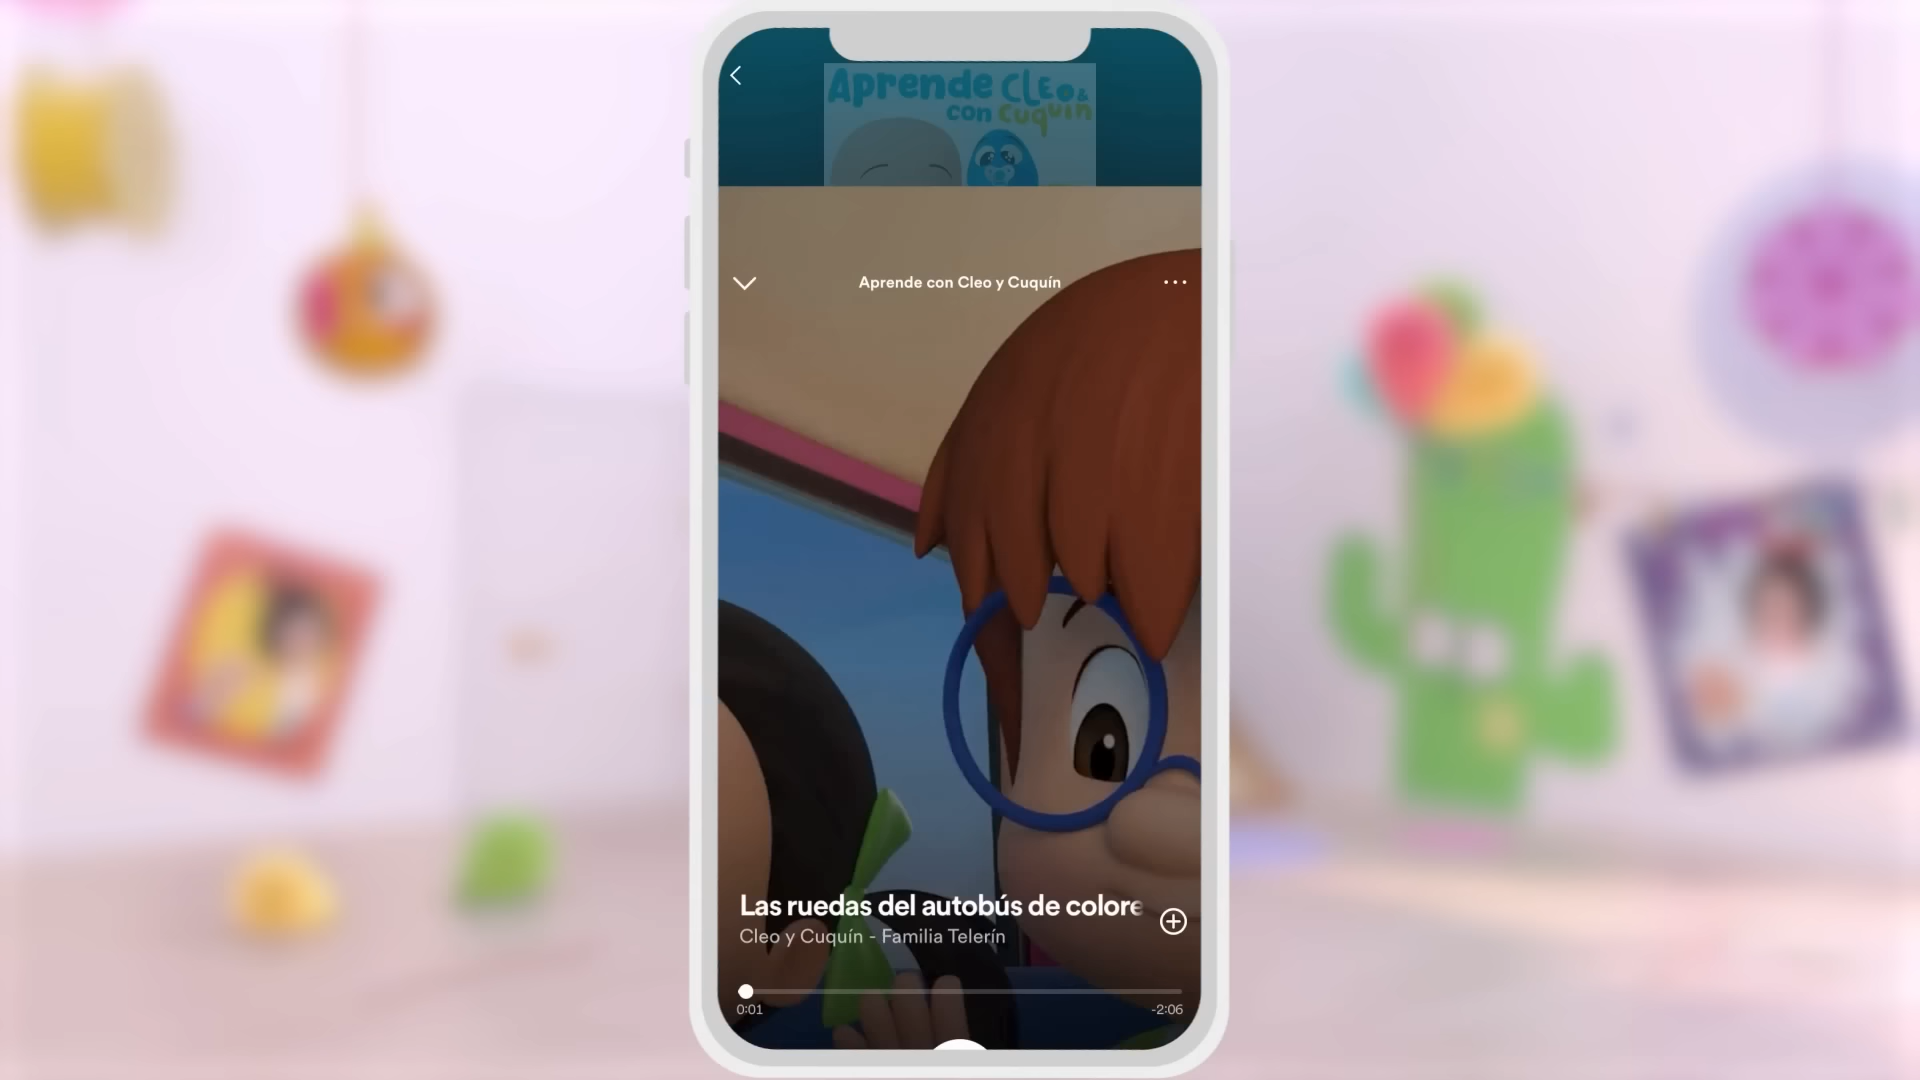 Aprende CLEO &
con cuquín
Aprende con Cleo y Cuquín
Las ruedas del autobús de colore
Cleo y Cuquín - Familia Telerín
0:01
-2:06